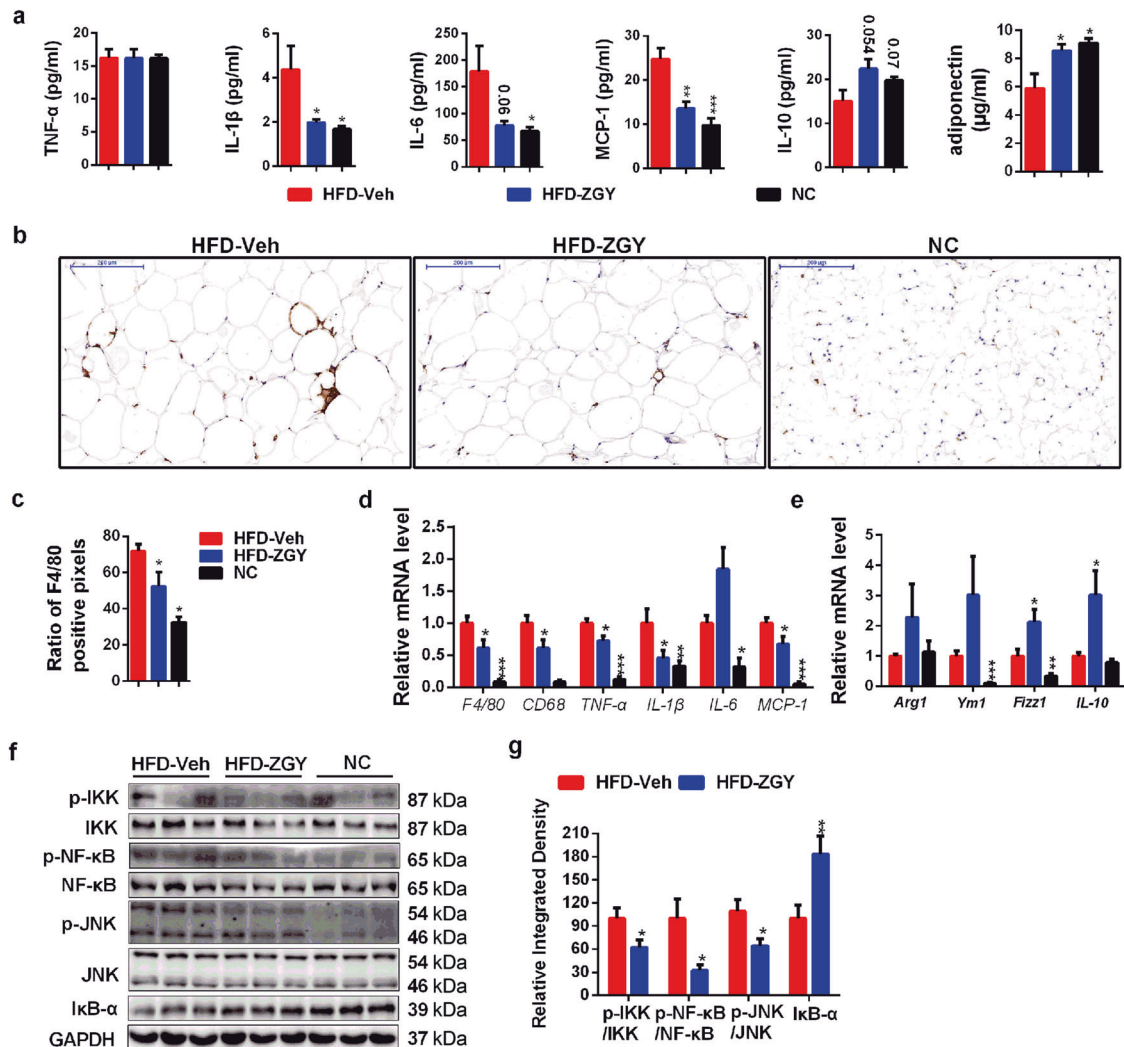 a
TNF-α (pg/ml)
20
15
10
5
0
IL-1β (pg/ml)
6
4
2
0
*
*
IL-6 (pg/ml)
250
200
150
100
50
0
0.06
*
MCP-1 (pg/ml)
30
20
10
0
**
***
IL-10 (pg/ml)
30
20
10
0
0.054
0.07
adiponectin
(μg/ml)
10
8
6
4
2
0
*
*
HFD-Veh
HFD-ZGY
NC
b
HFD-Veh
HFD-ZGY
NC
200 μm
200 μm
200 μm
c
Ratio of F4/80
positive pixels
80
60
40
20
0
*
*
HFD-Veh
HFD-ZGY
NC
d
Relative mRNA level
2.5
2.0
1.5
1.0
0.5
0.0
*
***
*
*
***
*
***
*
*
***
F4/80
CD68
TNF-α
IL-1β
IL-6
MCP-1
e
Relative mRNA level
5
4
3
2
1
0
***
*
**
*
Arg1
Ym1
Fizz1
IL-10
f
HFD-Veh
HFD-ZGY
NC
p-IKK
87 kDa
IKK
87 kDa
p-NF-κB
65 kDa
NF-κB
65 kDa
p-JNK
54 kDa
46 kDa
JNK
54 kDa
46 kDa
IκB-α
39 kDa
GAPDH
37 kDa
g
HFD-Veh
HFD-ZGY
Relative Integrated Density
210
180
150
120
90
60
30
0
*
*
*
**
p-IKK
/IKK
p-NF-κB
/NF-κB
p-JNK
/JNK
IκB-α